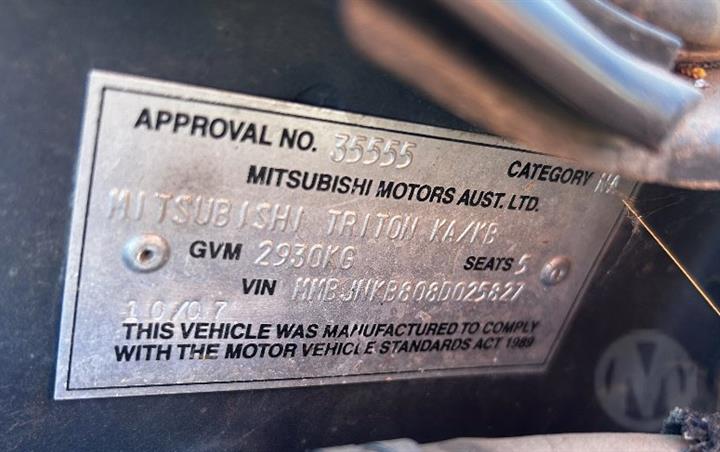 APPROVAL NO. 35555
CATEGORY NA
MITSUBISHI MOTORS AUST. LTD.
MITSUBISHI TRITON KA/KB
GVM 2930KG SEATS 5
VIN MMBJNKB808D025827
10/07
THIS VEHICLE WAS MANUFACTURED TO COMPLY
WITH THE MOTOR VEHICLE STANDARDS ACT 1989
M